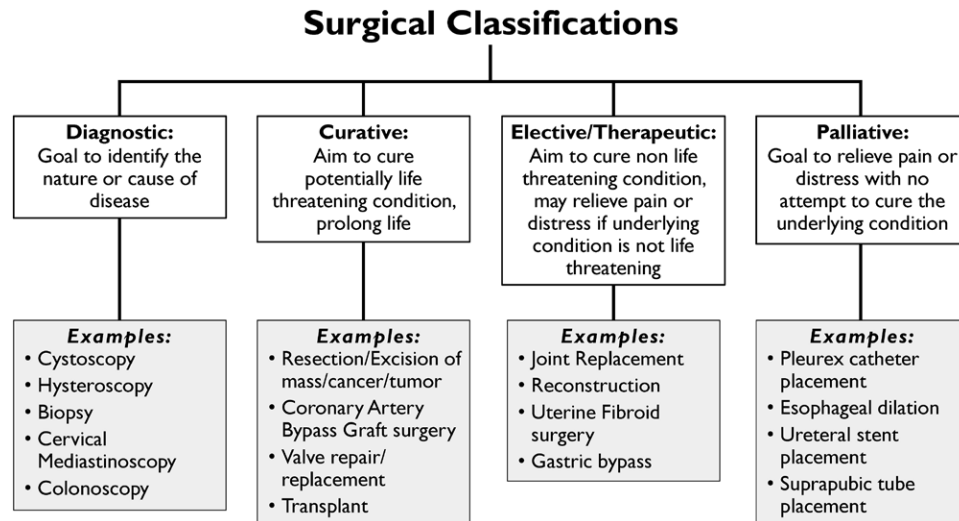 Surgical Classifications
Diagnostic:
Goal to identify the
nature or cause of
disease
Curative:
Aim to cure
potentially life
threatening condition,
prolong life
Elective/Therapeutic:
Aim to cure non life
threatening condition,
may relieve pain or
distress if underlying
condition is not life
threatening
Palliative:
Goal to relieve pain or
distress with no
attempt to cure the
underlying condition
Examples:
• Cystoscopy
• Hysteroscopy
• Biopsy
• Cervical
Mediastinoscopy
• Colonoscopy
Examples:
• Resection/Excision of
mass/cancer/tumor
• Coronary Artery
Bypass Graft surgery
• Valve repair/
replacement
• Transplant
Examples:
• Joint Replacement
• Reconstruction
• Uterine Fibroid
surgery
• Gastric bypass
Examples:
• Pleurex catheter
placement
• Esophageal dilation
• Ureteral stent
placement
• Suprapubic tube
placement